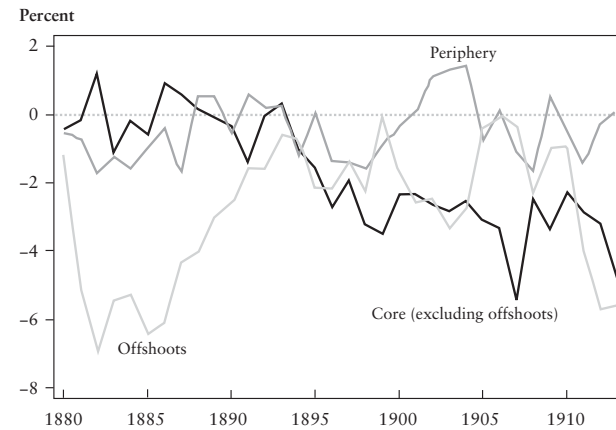 Percent
2
Periphery
0
−2
−4
Core (excluding offshoots)
−6
Offshoots
−8
1880 1885 1890 1895 1900 1905 1910